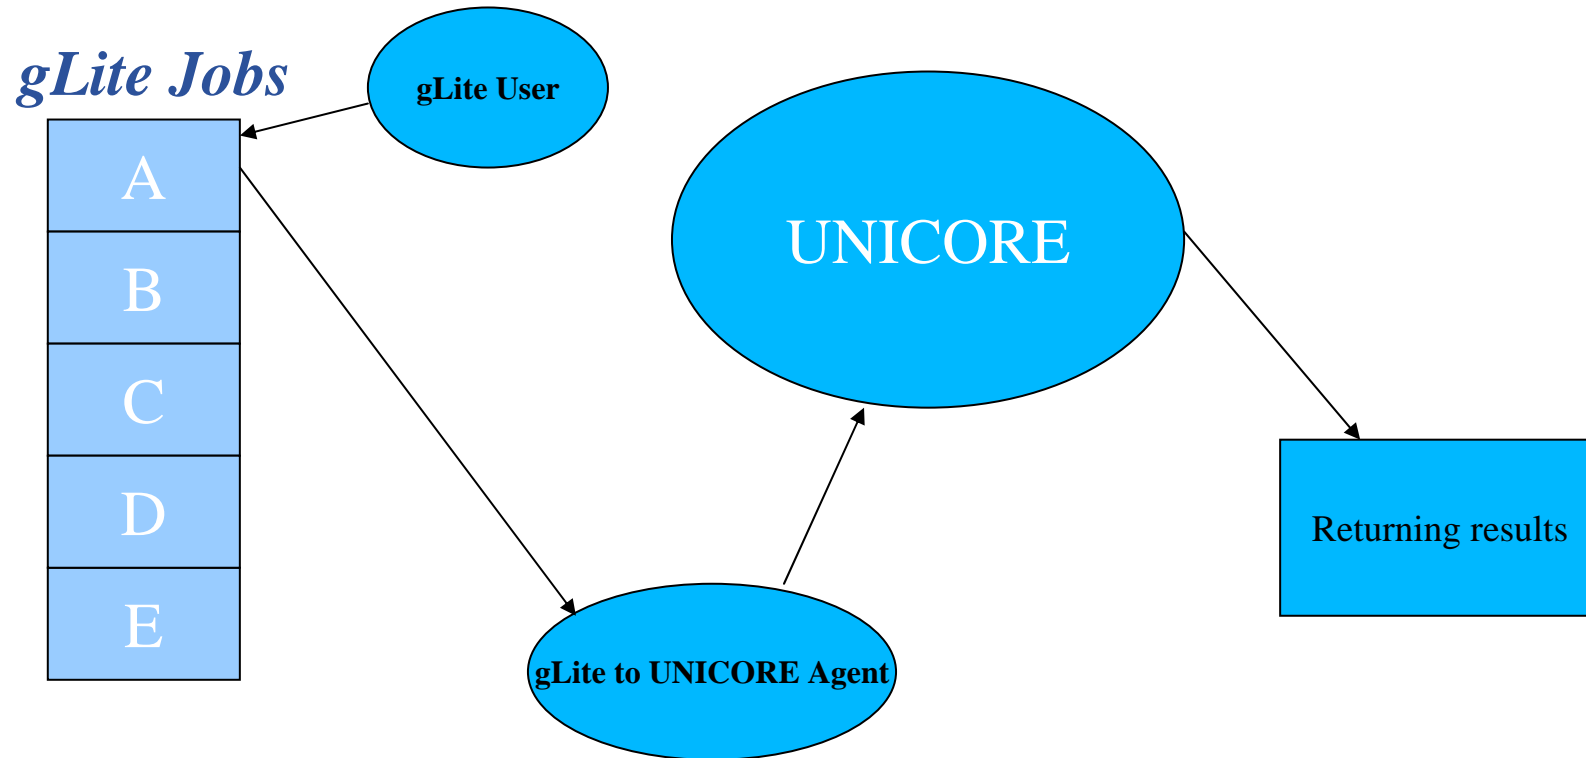 gLite Jobs
gLite User
A
B
C
D
E
UNICORE
Returning results
gLite to UNICORE Agent